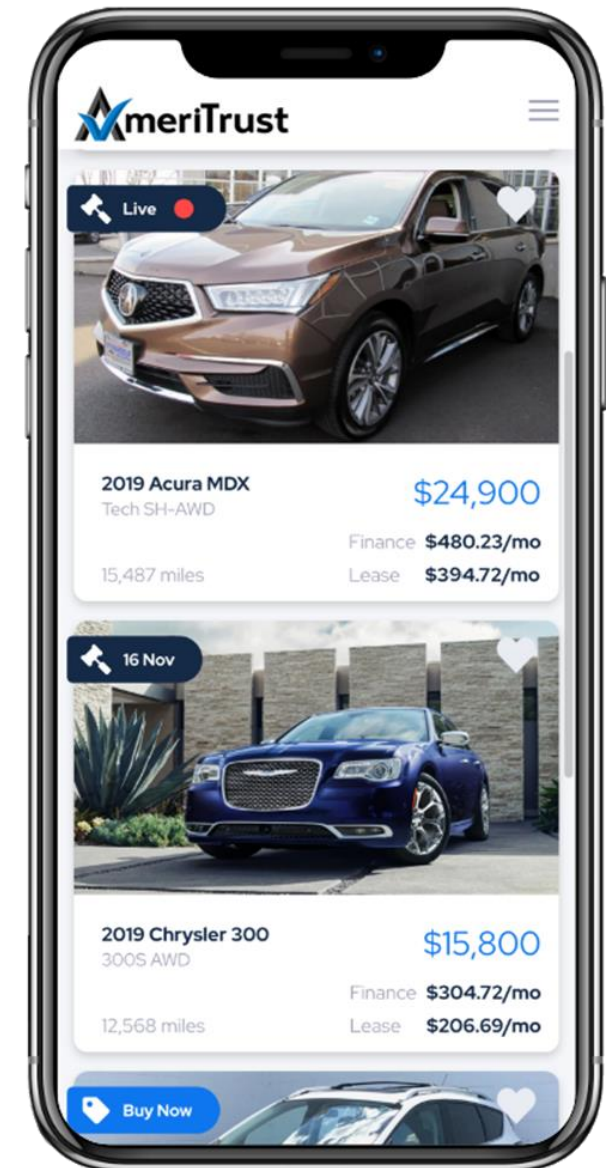 AmeriTrust
Live
2019 Acura MDX
$24,900
Tech SH-AWD
Finance $480.23/mo
15,487 miles
Lease $394.72/mo
16 Nov
2019 Chrysler 300
$15,800
300S AWD
Finance $304.72/mo
12,568 miles
Lease $206.69/mo
Buy Now